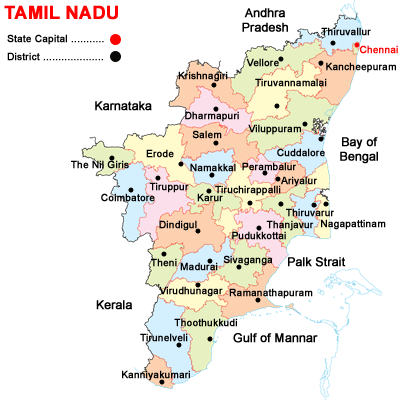 TAMIL NADU
State Capital ...........
District ..................
Andhra
Pradesh
Thiruvallur
Chennai
Vellore
Kancheepuram
Krishnagiri
Tiruvannamalai
Karnataka
Dharmapuri
Salem
Viluppuram
Bay of
Bengal
Cuddalore
Erode
The Nil Giris
Namakkal
Perambalur
Tiruppur
Ariyalur
Coimbatore
Karur
Tiruchirappalli
Thiruvarur
Nagapattinam
Dindigul
Thanjavur
Pudukkottai
Theni
Madurai
Sivaganga
Palk Strait
Virudhunagar
Ramanathapuram
Kerala
Thoothukkudi
Tirunelveli
Gulf of Mannar
Kanniyakumari